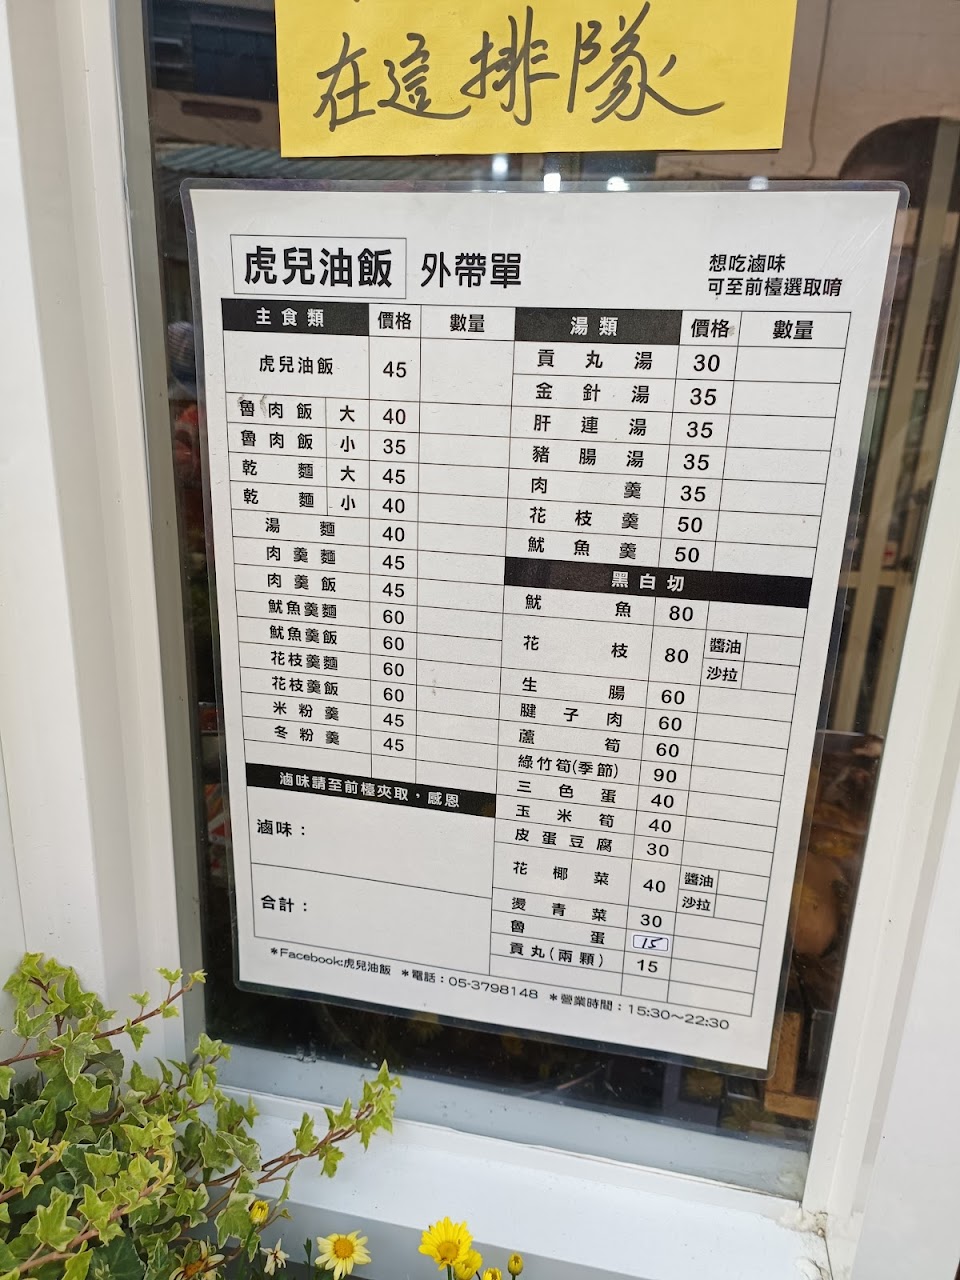 在這排隊
虎兒油飯 外帶單
想吃滷味
可至前檯選取唷
主食類 價格 數量
虎兒油飯 45
魯肉飯 大 40
魯肉飯 小 35
乾麵 大 45
乾麵 小 40
湯麵 40
肉羹麵 45
肉羹飯 45
魷魚羹麵 60
魷魚羹飯 60
花枝羹麵 60
花枝羹飯 60
米粉羹 45
冬粉羹 45
滷味請至前檯夾取，感恩
滷味：
合計：
湯類 價格 數量
貢丸湯 30
金針湯 35
肝連湯 35
豬腸湯 35
肉羹 35
花枝羹 50
魷魚羹 50
黑白切
魷魚 80
花枝 80 醬油
沙拉
生腸 60
腱子肉 60
蘆筍 60
綠竹筍(季節) 90
三色蛋 40
玉米筍 40
皮蛋豆腐 30
花椰菜 40 醬油
沙拉
燙青菜 30
魯蛋 15
貢丸(兩顆) 15
*Facebook:虎兒油飯 *電話：05-3798148 *營業時間：15:30~22:30